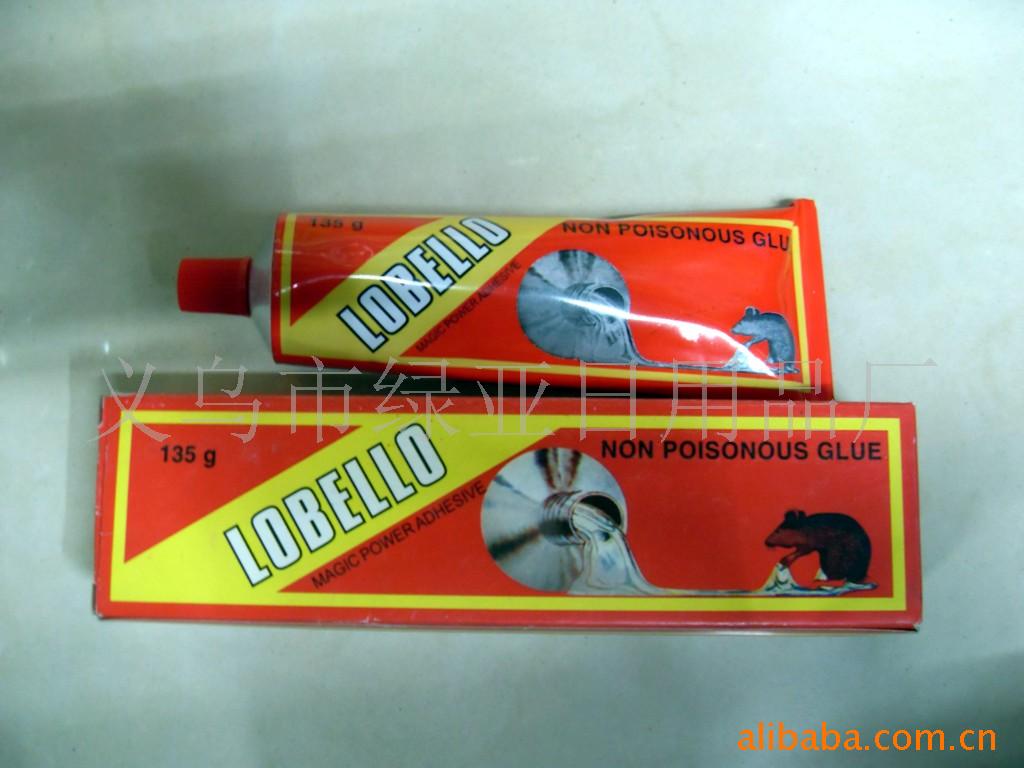 135 g
LOBELLO
MAGIC POWER ADHESIVE
NON POISONOUS GLU
义乌市绿亚日用品厂
135 g
LOBELLO
MAGIC POWER ADHESIVE
NON POISONOUS GLUE
alibaba.com.cn